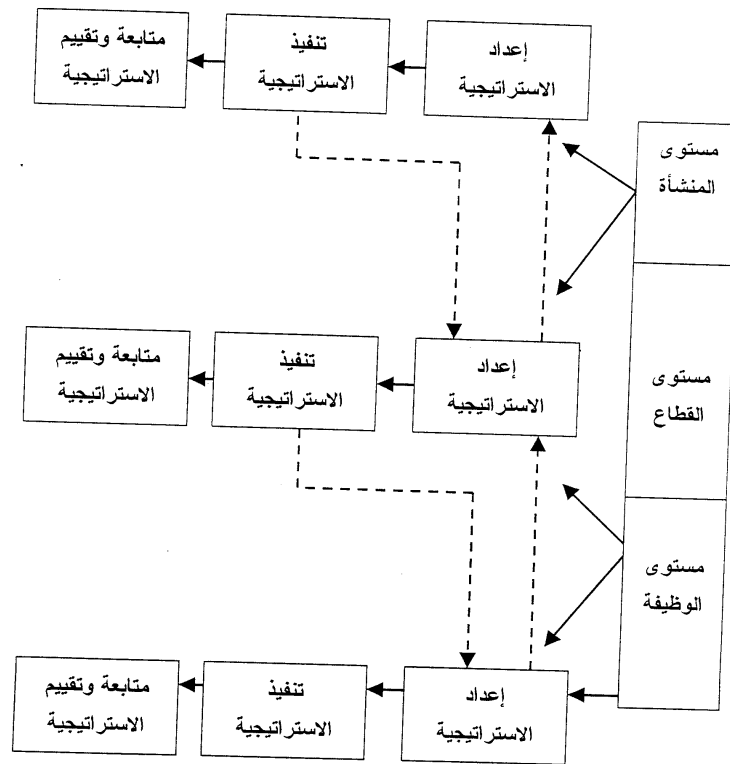 إعداد
الاستراتيجية
تنفيذ
الاستراتيجية
متابعة وتقييم
الاستراتيجية
مستوى
المنشأة
إعداد
الاستراتيجية
تنفيذ
الاستراتيجية
متابعة وتقييم
الاستراتيجية
مستوى
القطاع
مستوى
الوظيفة
إعداد
الاستراتيجية
تنفيذ
الاستراتيجية
متابعة وتقييم
الاستراتيجية